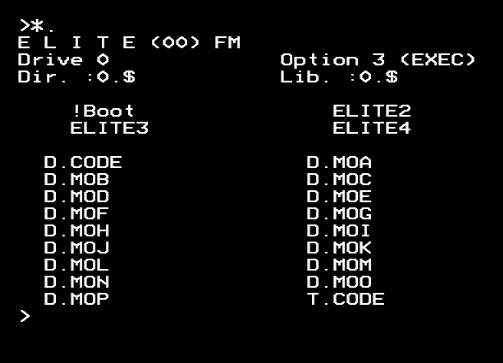 >*.
E L I T E (00) FM
Drive 0 Option 3 (EXEC)
Dir. :0.$ Lib. :0.$
!Boot ELITE2
ELITE3 ELITE4
D.CODE D.MOA
D.MOB D.MOC
D.MOD D.MOE
D.MOF D.MOG
D.MOH D.MOI
D.MOJ D.MOK
D.MOL D.MOM
D.MON D.MOO
D.MOP T.CODE
>